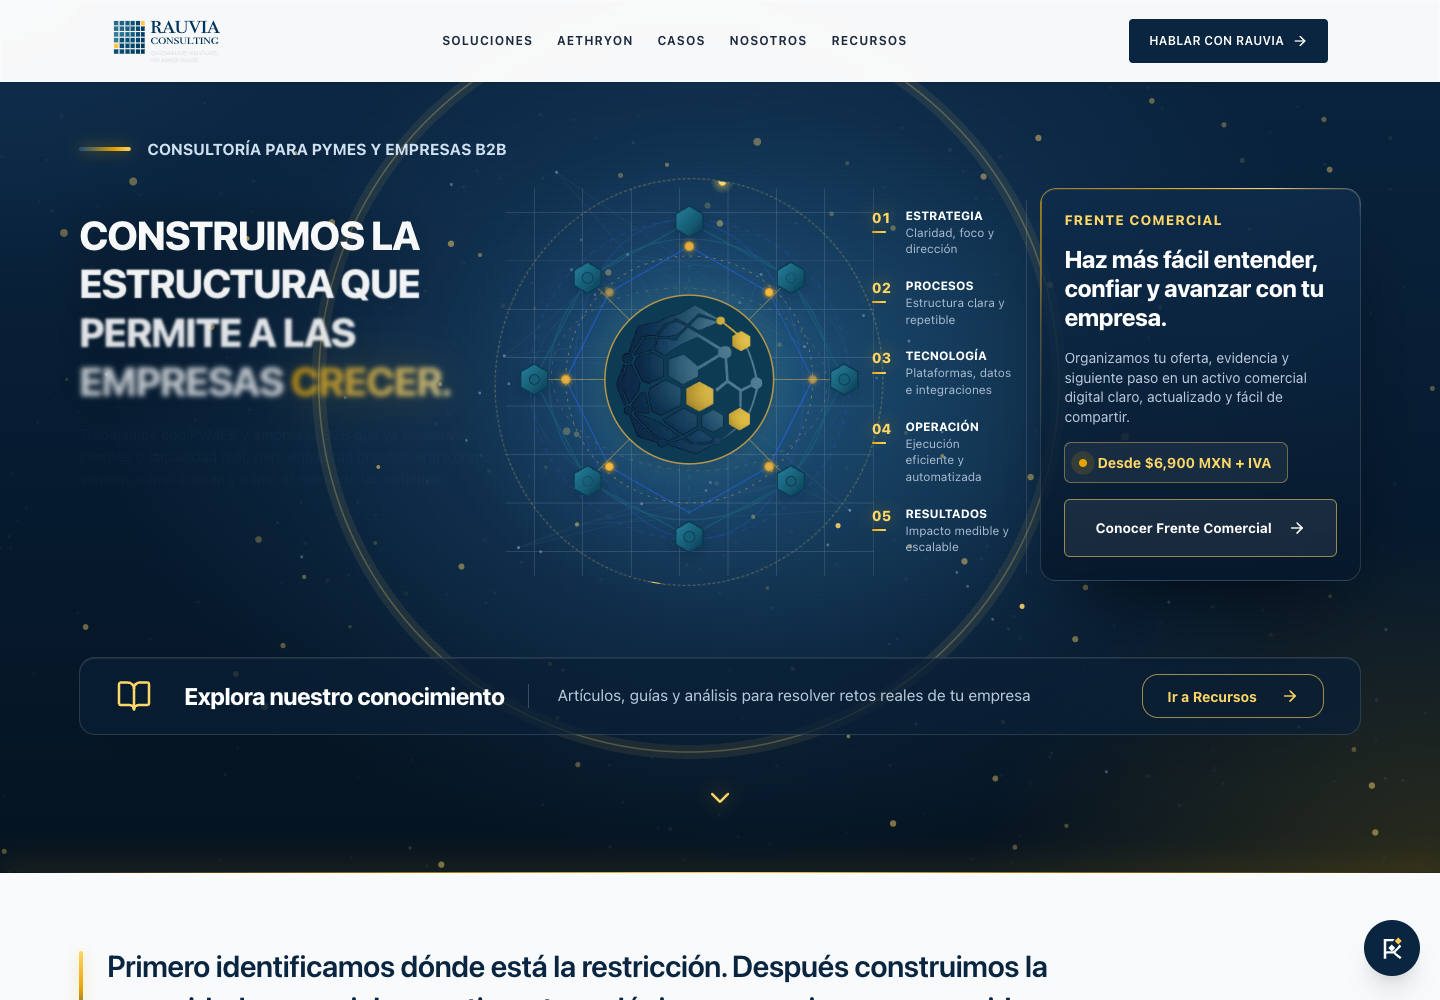 RAUVIA
CONSULTING
SOLUCIONES
AETHRYON
CASOS
NOSOTROS
RECURSOS
HABLAR CON RAUVIA
CONSULTORÍA PARA PYMES Y EMPRESAS B2B
CONSTRUIMOS LA
ESTRUCTURA QUE
PERMITE A LAS
EMPRESAS CRECER.
01 ESTRATEGIA
Claridad, foco y
dirección
02 PROCESOS
Estructura clara y
repetible
03 TECNOLOGÍA
Plataformas, datos
e integraciones
04 OPERACIÓN
Ejecución
eficiente y
automatizada
05 RESULTADOS
Impacto medible y
escalable
FRENTE COMERCIAL
Haz más fácil entender,
confiar y avanzar con tu
empresa.
Organizamos tu oferta, evidencia y
siguiente paso en un activo comercial
digital claro, actualizado y fácil de
compartir.
Desde $6,900 MXN + IVA
Conocer Frente Comercial
Explora nuestro conocimiento
Artículos, guías y análisis para resolver retos reales de tu empresa
Ir a Recursos
Primero identificamos dónde está la restricción. Después construimos la